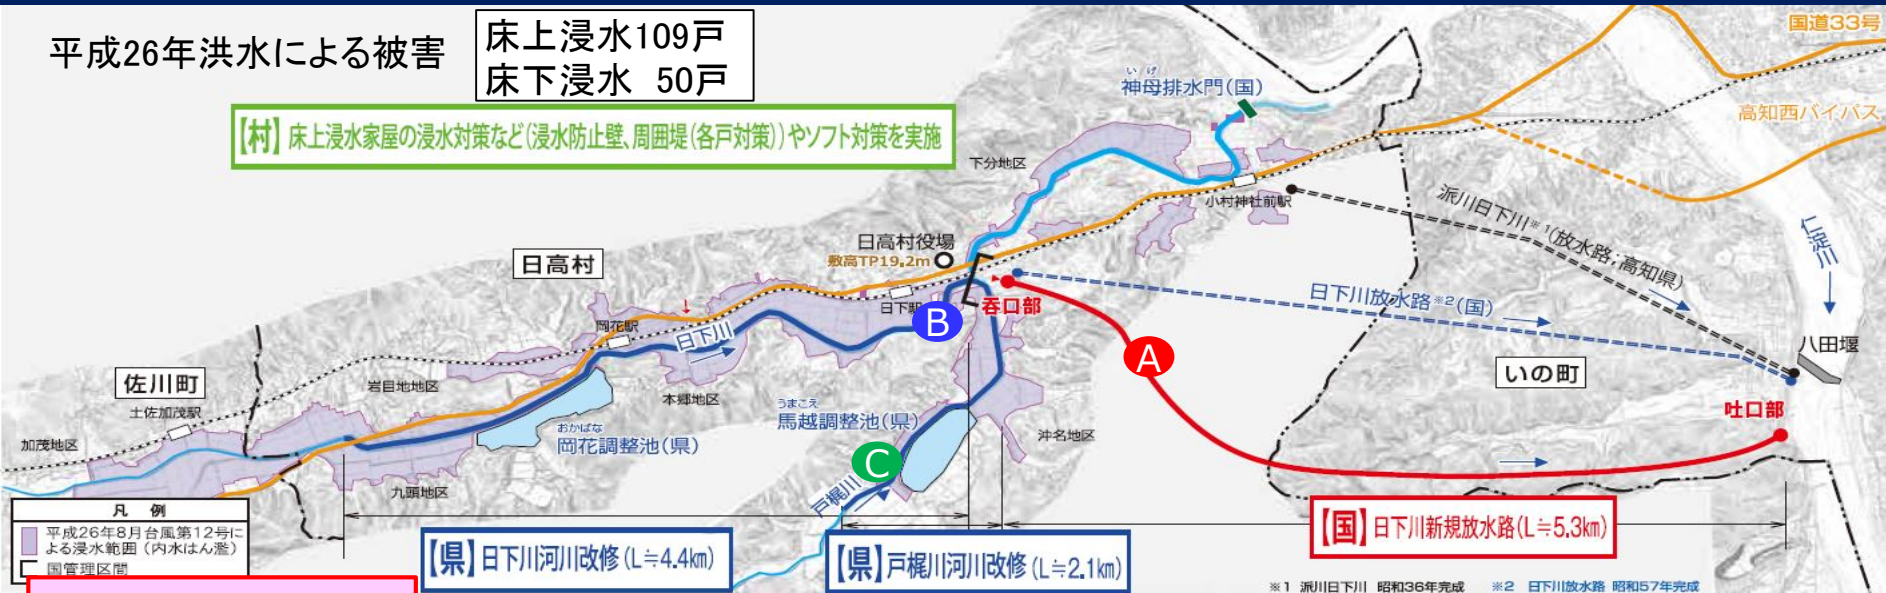 平成26年洪水による被害
床上浸水109戸
床下浸水 50戸
【村】床上浸水家屋の浸水対策など(浸水防止壁、周囲堤(各戸対策))やソフト対策を実施
国道33号
高知西バイパス
いげ
神母排水門(国)
下分地区
小村神社前駅
派川日下川※1(放水路;高知県)
仁淀川
日高村役場
敷高TP19.2m
日高村
日下駅
呑口部
日下川放水路※2(国)
八田堰
岡花駅
日下川
B
A
いの町
佐川町
土佐加茂駅
岩目地地区
本郷地区
うまこえ
馬越調整池(県)
吐口部
加茂地区
おかばな
岡花調整池(県)
沖名地区
C
九頭地区
戸梶川
凡例
平成26年8月台風第12号に
よる浸水範囲(内水はん濫)
国管理区間
【県】日下川河川改修(L≒4.4km)
【県】戸梶川河川改修(L≒2.1km)
【国】日下川新規放水路(L≒5.3km)
※1 派川日下川 昭和36年完成 ※2 日下川放水路 昭和57年完成